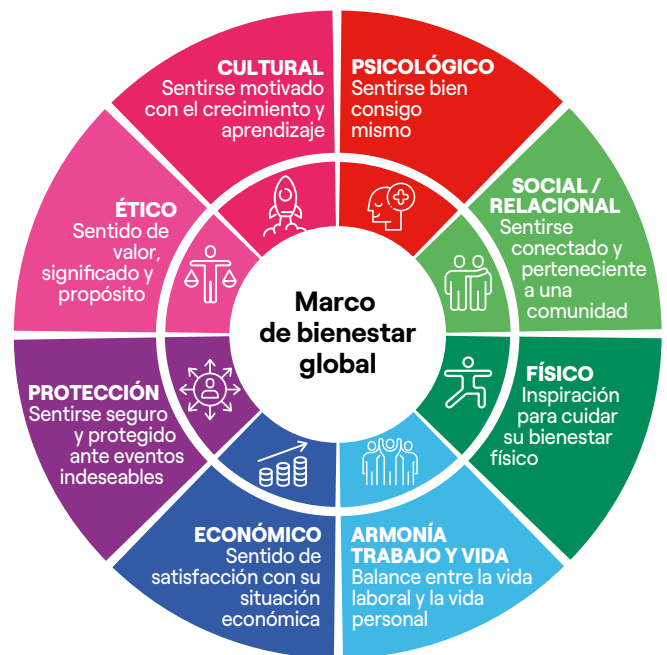 Marco
de bienestar
global
PSICOLÓGICO
Sentirse bien
consigo
mismo
SOCIAL /
RELACIONAL
Sentirse
conectado y
perteneciente
a una
comunidad
FÍSICO
Inspiración
para cuidar
su bienestar
físico
ARMONÍA
TRABAJO Y VIDA
Balance entre la vida
laboral y la vida
personal
ECONÓMICO
Sentido de
satisfacción con su
situación
económica
PROTECCIÓN
Sentirse seguro
y protegido
ante eventos
indeseables
ÉTICO
Sentido de
valor,
significado y
propósito
CULTURAL
Sentirse motivado
con el crecimiento y
aprendizaje